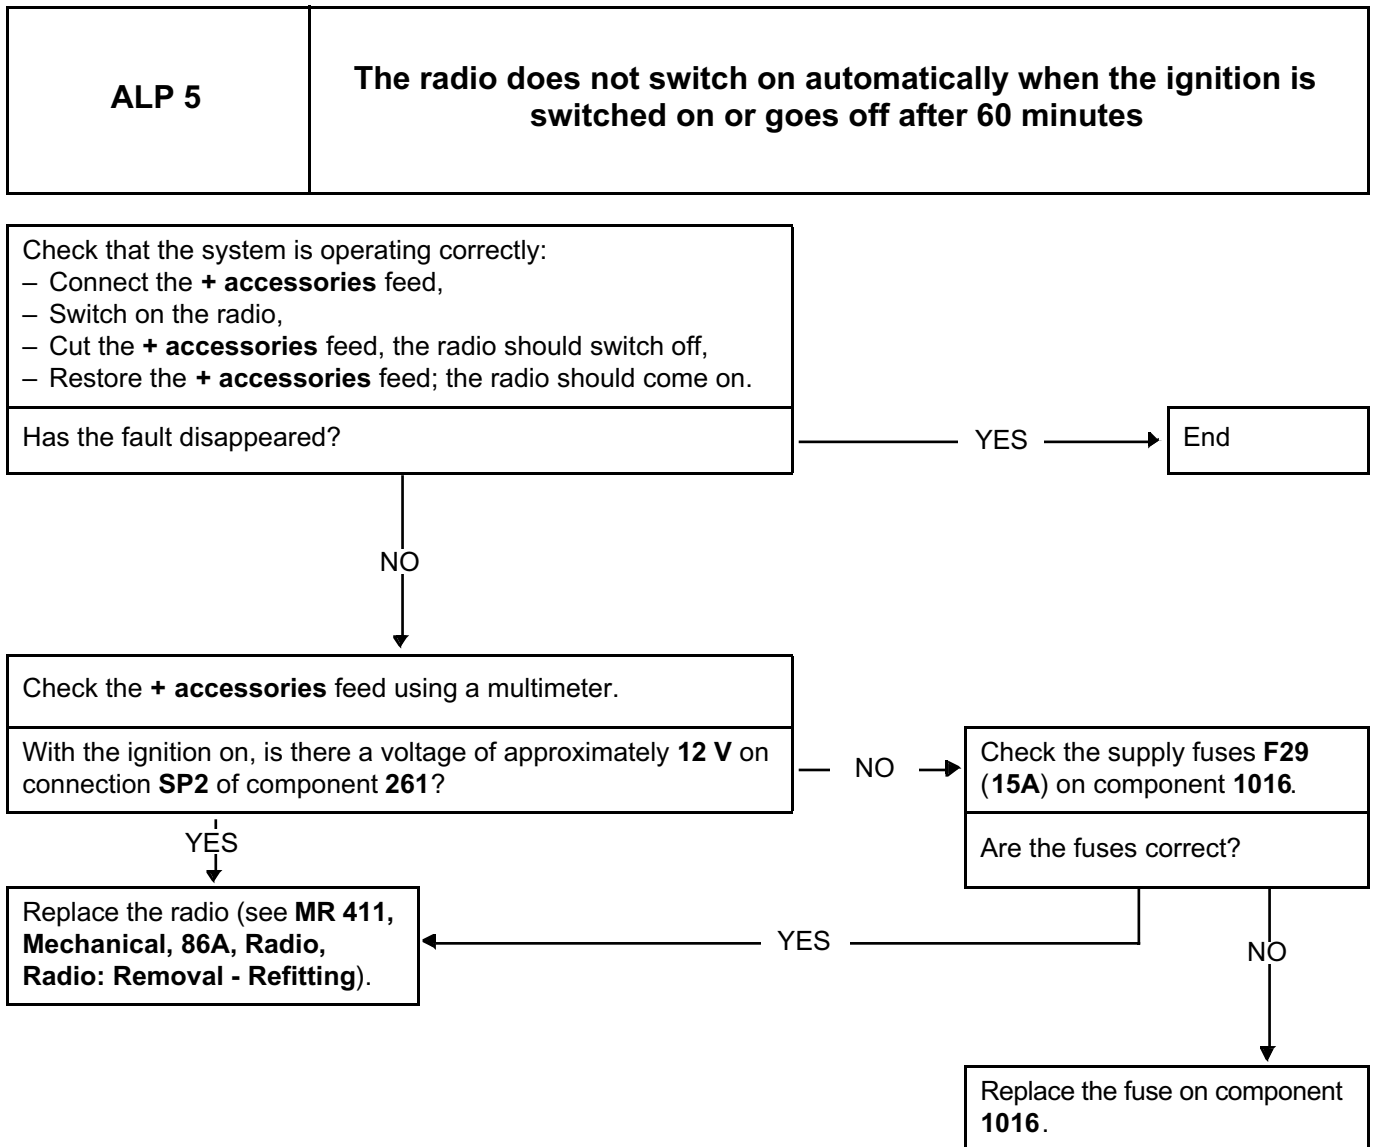 ALP 5
The radio does not switch on automatically when the ignition is
switched on or goes off after 60 minutes
Check that the system is operating correctly:
– Connect the + accessories feed,
– Switch on the radio,
– Cut the + accessories feed, the radio should switch off,
– Restore the + accessories feed; the radio should come on.
Has the fault disappeared?
YES
End
NO
Check the + accessories feed using a multimeter.
With the ignition on, is there a voltage of approximately 12 V on
connection SP2 of component 261?
NO
Check the supply fuses F29
(15A) on component 1016.
Are the fuses correct?
YES
Replace the radio (see MR 411,
Mechanical, 86A, Radio,
Radio: Removal - Refitting).
YES
NO
Replace the fuse on component
1016.